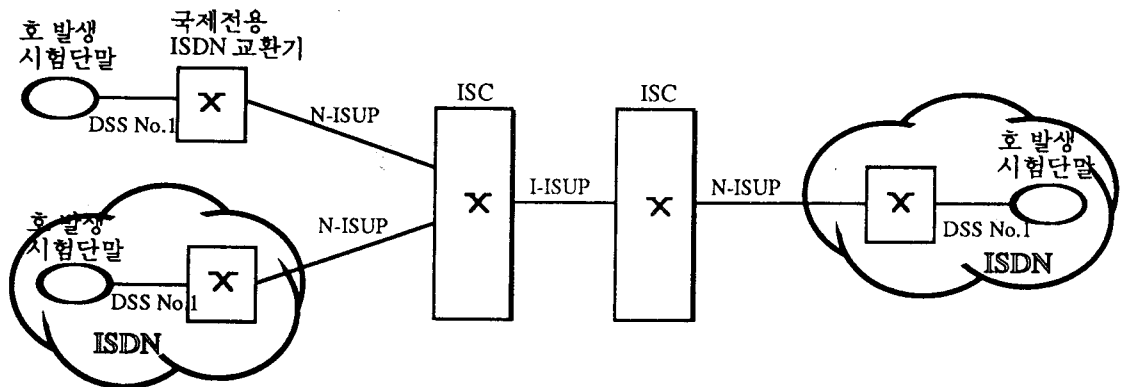 호 발생
시험단말
국제전용
ISDN 교환기
DSS No.1
N-ISUP
ISC
ISC
I-ISUP
N-ISUP
호 발생
시험단말
DSS No.1
ISDN
호 발생
시험단말
DSS No.1
N-ISUP
ISDN